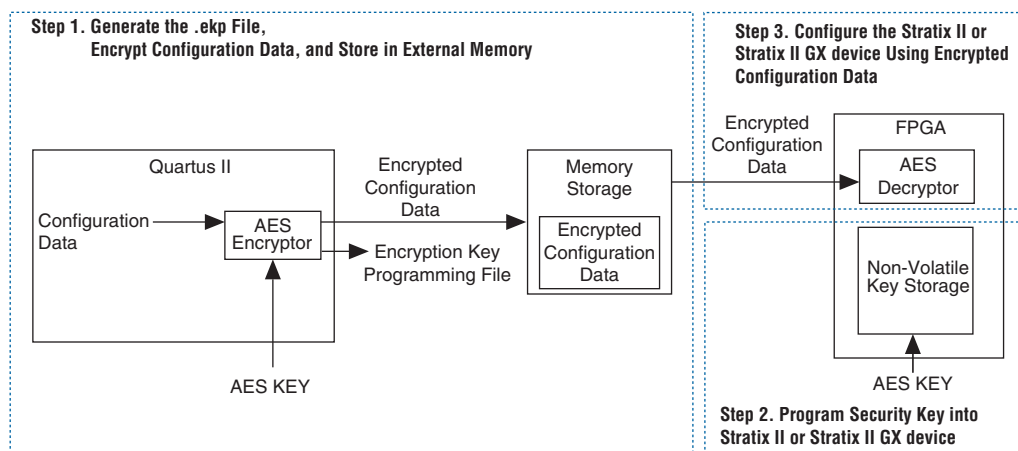 Step 1. Generate the .ekp File,
Encrypt Configuration Data, and Store in External Memory
Quartus II
Configuration
Data
AES
Encryptor
AES KEY
Encrypted
Configuration
Data
Encryption Key
Programming File
Memory
Storage
Encrypted
Configuration
Data
Step 3. Configure the Stratix II or
Stratix II GX device Using Encrypted
Configuration Data
Encrypted
Configuration
Data
FPGA
AES
Decryptor
Non-Volatile
Key Storage
AES KEY
Step 2. Program Security Key into
Stratix II or Stratix II GX device